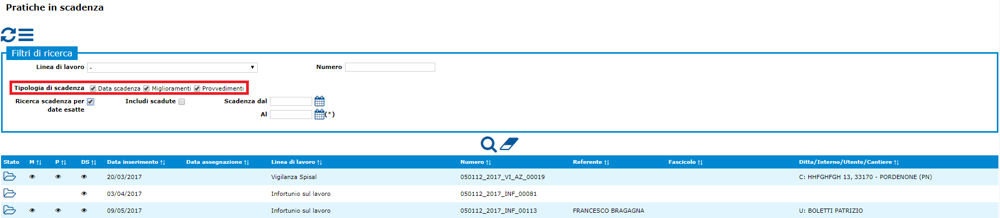 Pratiche in scadenza
Filtri di ricerca
Linea di lavoro - Numero
Tipologia di scadenza Data scadenza Miglioramenti Provvedimenti
Ricerca scadenza per date esatte Includi scadute Scadenza dal
Al (*)
Stato M P DS Data inserimento Data assegnazione Linea di lavoro Numero Referente Fascicolo Ditta/Interno/Utente/Cantiere
20/03/2017 Vigilanza Spisal 050112_2017_VI_AZ_00019 C: HHFGHFGH 13, 33170 - PORDENONE (PN)
03/04/2017 Infortunio sul lavoro 050112_2017_INF_00081
09/05/2017 Infortunio sul lavoro 050112_2017_INF_00113 FRANCESCO BRAGAGNA U: BOLETTI PATRIZIO